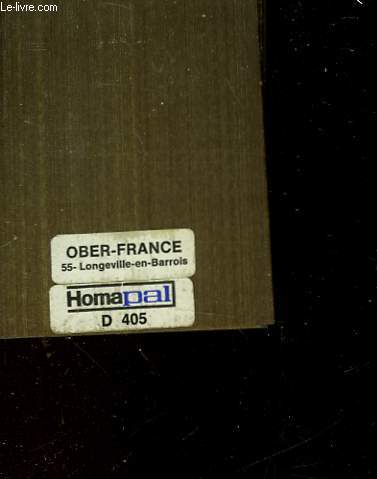 Le-livre.com
OBER-FRANCE
55- Longeville-en-Barrois
Homapal
D 405